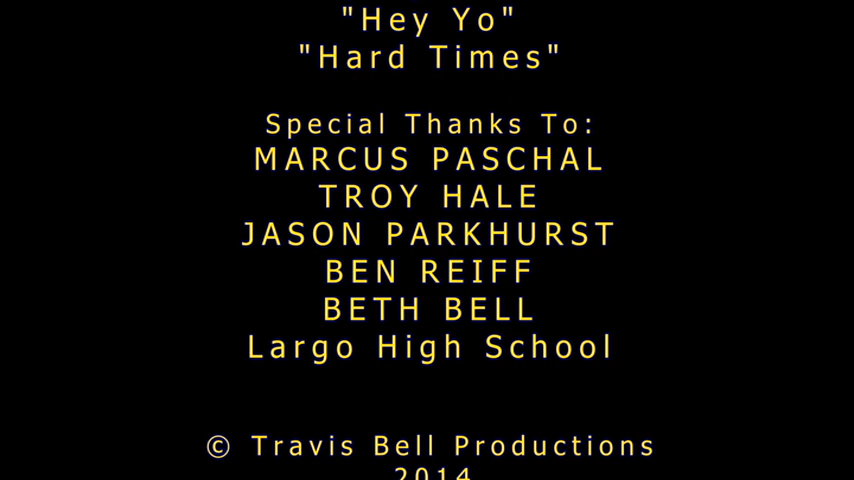 "Hey Yo"
"Hard Times"
Special Thanks To:
MARCUS PASCHAL
TROY HALE
JASON PARKHURST
BEN REIFF
BETH BELL
Largo High School
© Travis Bell Productions
2014